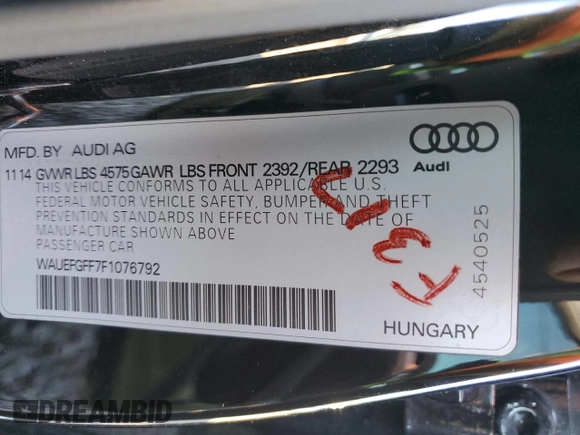 MFD. BY AUDI AG
Audi
11 14 GVWR LBS 4575 GAWR LBS FRONT 2392/REAR 2293
THIS VEHICLE CONFORMS TO ALL APPLICABLE U.S.
FEDERAL MOTOR VEHICLE SAFETY, BUMPER AND THEFT
PREVENTION STANDARDS IN EFFECT ON THE DATE OF
MANUFACTURE SHOWN ABOVE
PASSENGER CAR
WAUEFGFF7F1076792
4540525
HUNGARY
DREAMBID